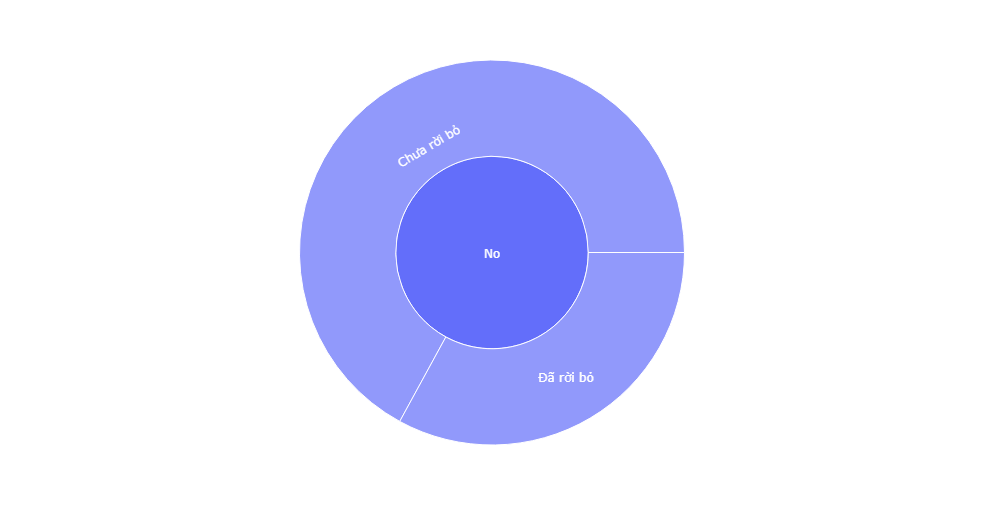 Chưa rời bỏ
No
Đã rời bỏ